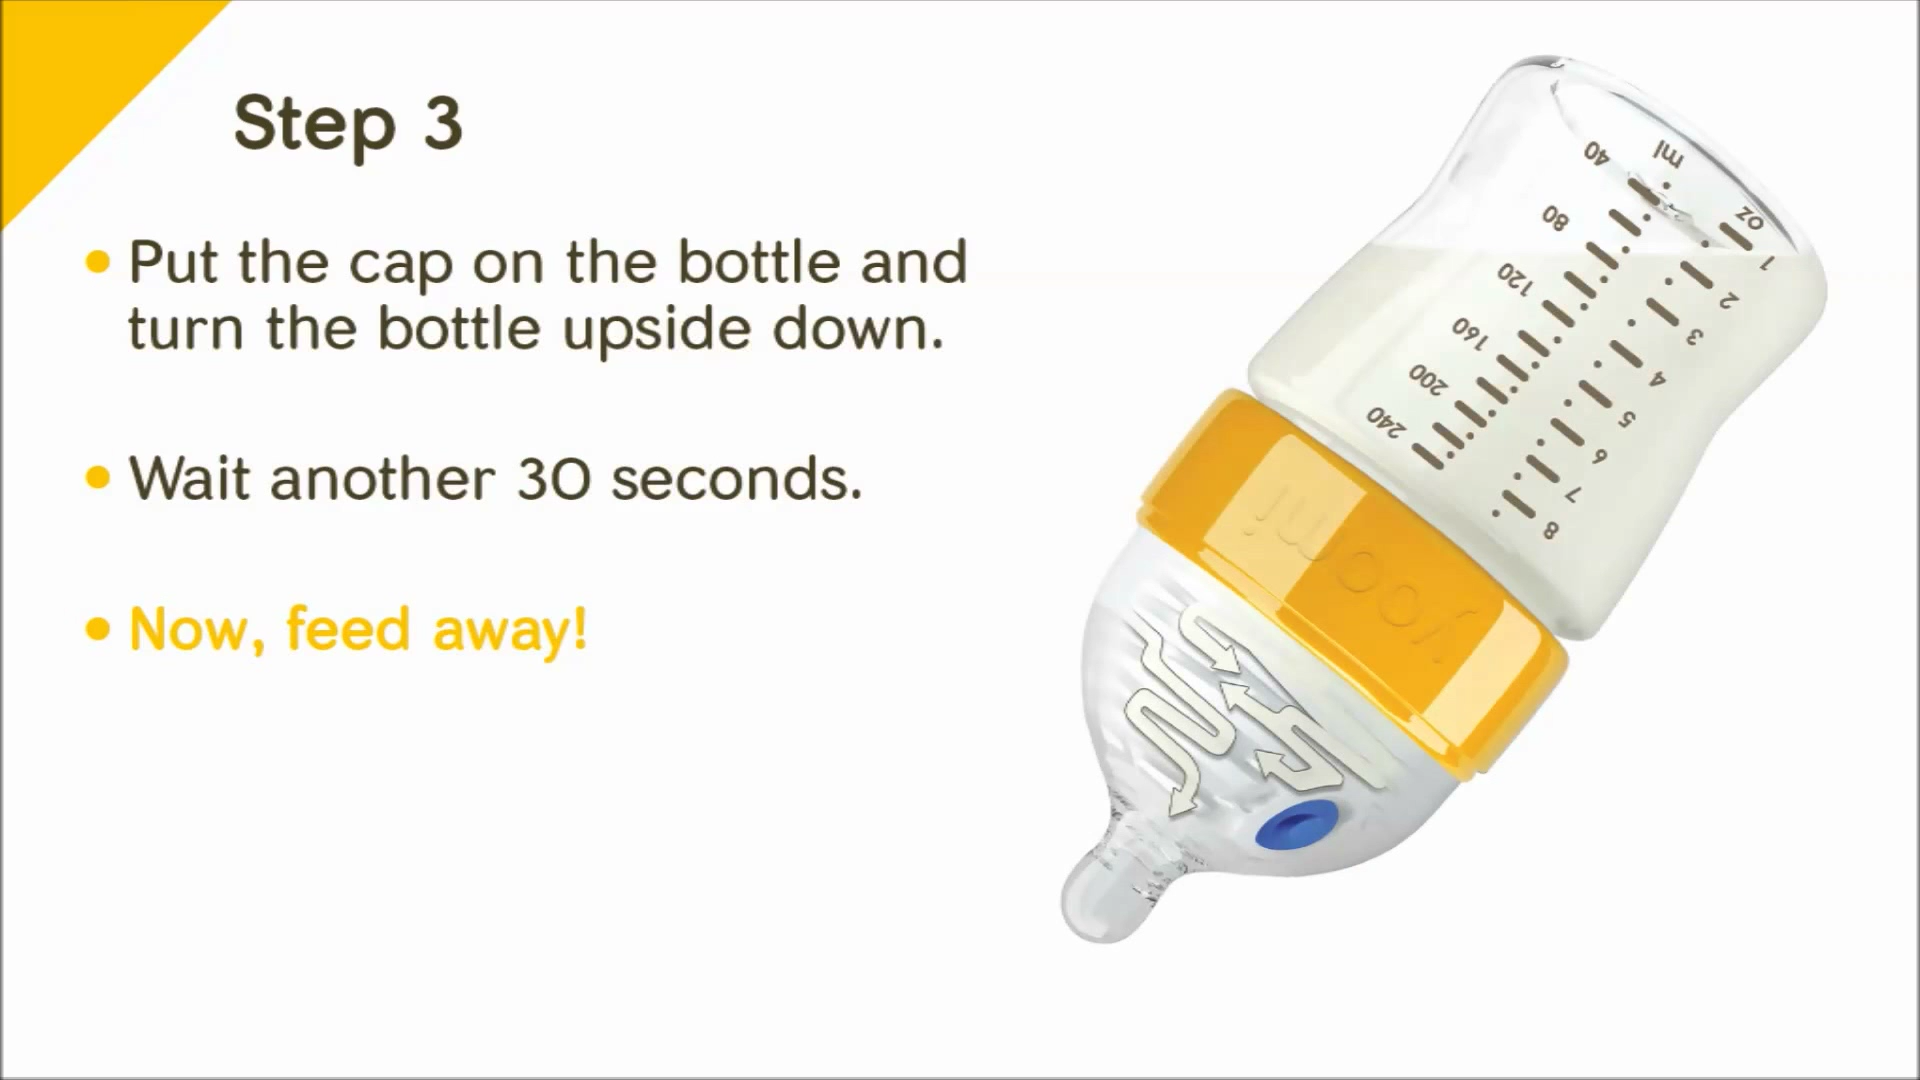 Step 3
• Put the cap on the bottle and
turn the bottle upside down.
• Wait another 30 seconds.
• Now, feed away!
ml
40
80
120
160
200
240
oz
1
2
3
4
5
6
7
8
yoomi